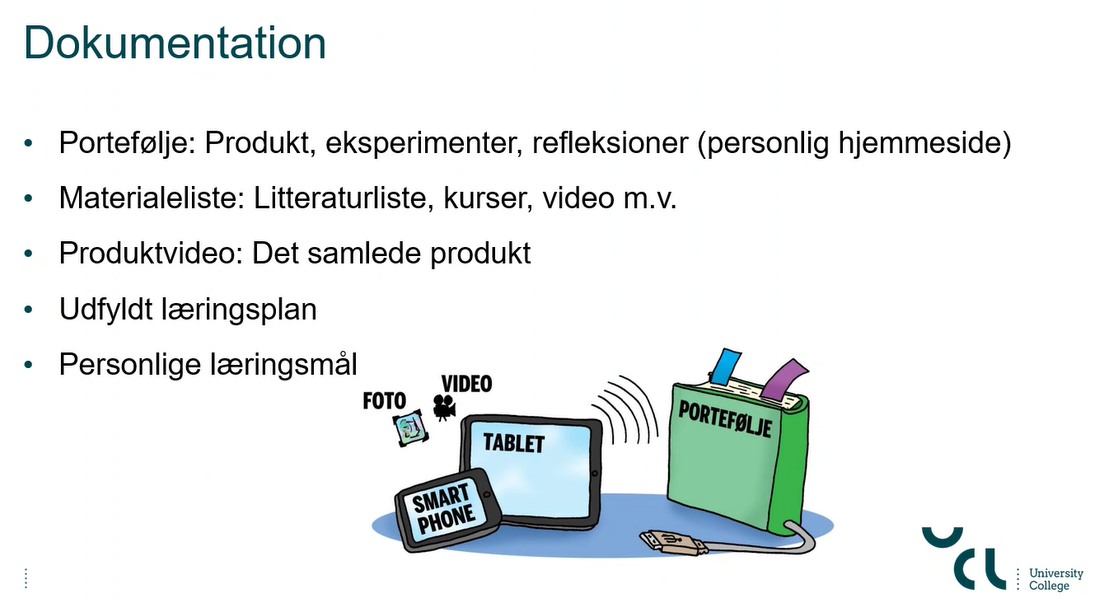 Dokumentation
• Portefølje: Produkt, eksperimenter, refleksioner (personlig hjemmeside)
• Materialeliste: Litteraturliste, kurser, video m.v.
• Produktvideo: Det samlede produkt
• Udfyldt læringsplan
• Personlige læringsmål
VIDEO
FOTO
TABLET
SMART
PHONE
PORTEFØLJE
UCL
University
College